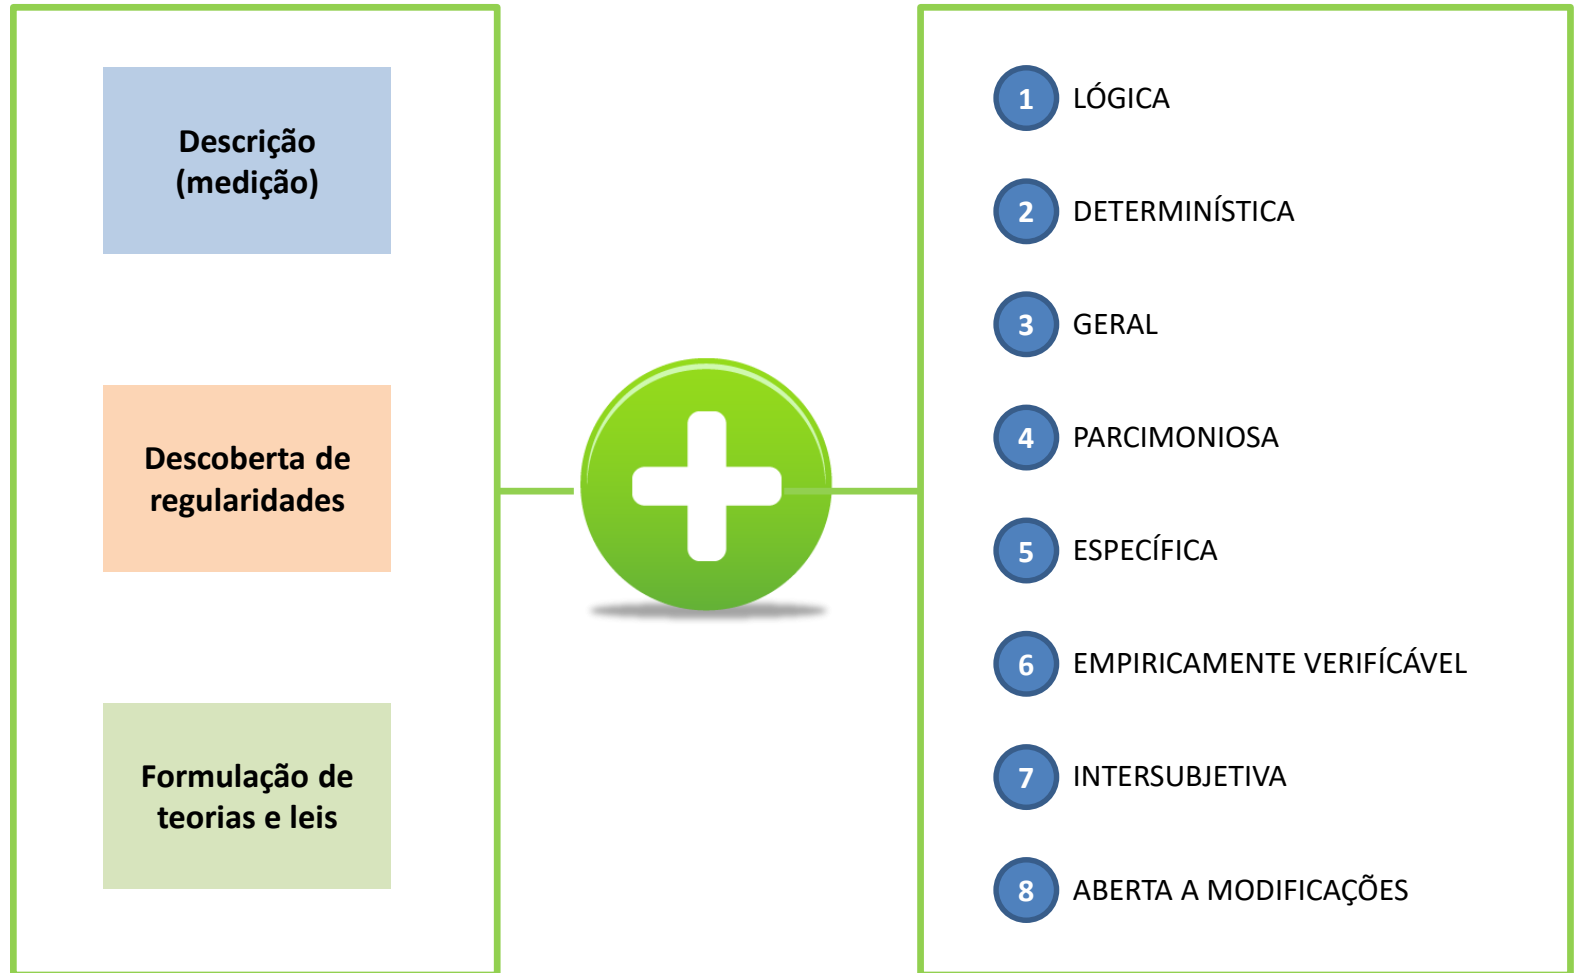 Descrição
(medição)
Descoberta de
regularidades
Formulação de
teorias e leis
1 LÓGICA
2 DETERMINÍSTICA
3 GERAL
4 PARCIMONIOSA
5 ESPECÍFICA
6 EMPIRICAMENTE VERIFÍCÁVEL
7 INTERSUBJETIVA
8 ABERTA A MODIFICAÇÕES